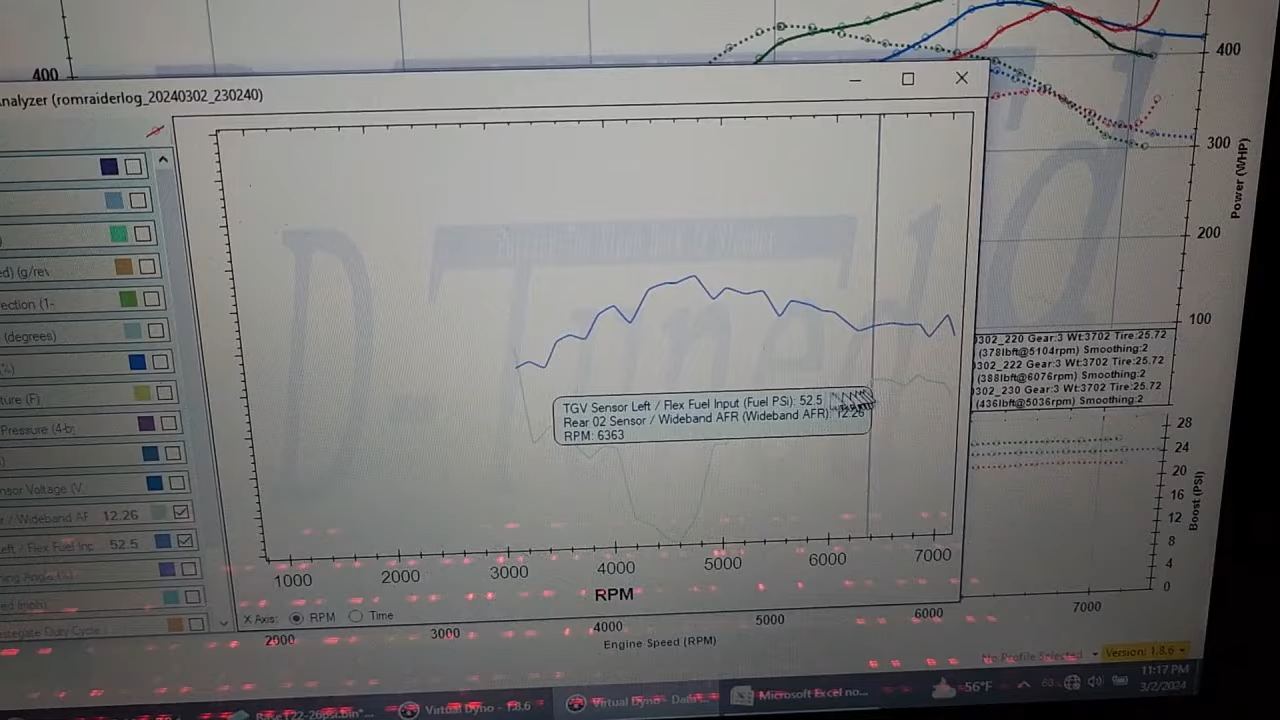 400
400
300
200
100
Power (WHP)
Analyzer (romraiderlog_20240302_230240)
(g/rev
ection (1-
(degrees)
ture (F)
Pressure (4-b
nsor Voltage (V
/ Wideband AF 12.26
Left / Flex Fuel Inp 52.5
TGV Sensor Left / Flex Fuel Input (Fuel PSi): 52.5
Rear 02 Sensor / Wideband AFR (Wideband AFR): 12.26
RPM: 6363
1000 2000 3000 4000 5000 6000 7000
RPM
X Axis: RPM Time
0302_220 Gear:3 Wt:3702 Tire:25.72
(378lbft@5104rpm) Smoothing:2
0302_222 Gear:3 Wt:3702 Tire:25.72
(388lbft@6076rpm) Smoothing:2
0302_230 Gear:3 Wt:3702 Tire:25.72
(436lbft@5036rpm) Smoothing:2
28
24
20
16
12
8
4
0
Boost (PSI)
2000 3000 4000 5000 6000 7000
Engine Speed (RPM)
No Profile Selected Version: 1.8.6
Virtual Dyno - 1.8.6
Virtual Dyno - Data
Microsoft Excel no...
56°F
11:17 PM
3/2/2024